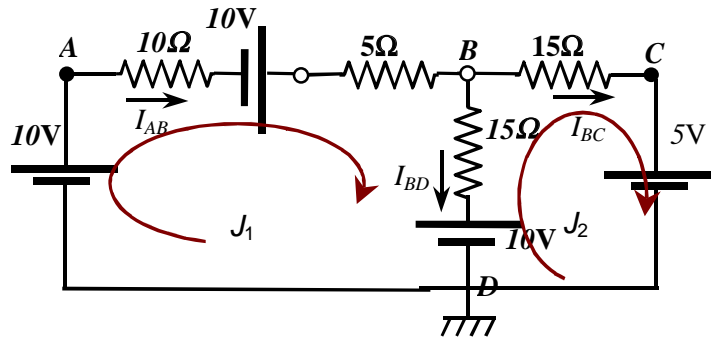 10V
A 10Ω 5Ω B 15Ω C
I_AB 15Ω I_BC
10V 5V
I_BD
J_1 10V J_2
D